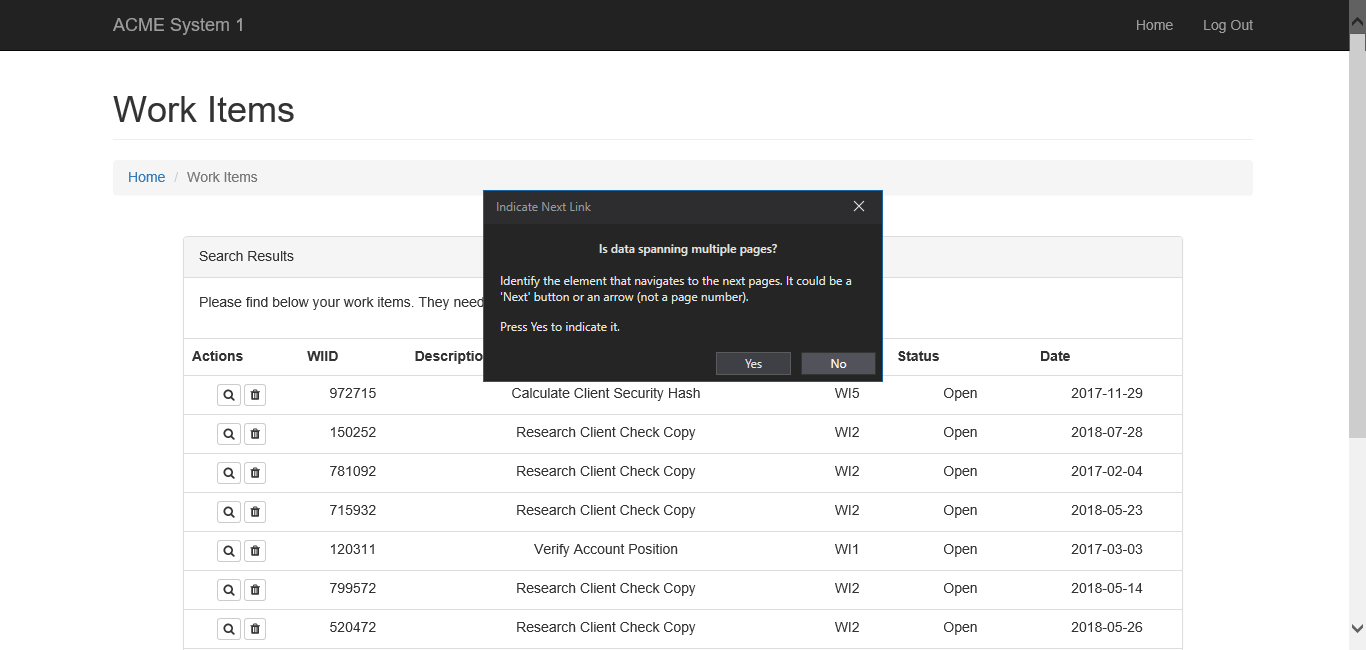 ACME System 1 Home Log Out
Work Items
Home / Work Items
Indicate Next Link
Is data spanning multiple pages?
Identify the element that navigates to the next pages. It could be a
'Next' button or an arrow (not a page number).
Press Yes to indicate it.
Yes No
Search Results
Please find below your work items. They need
Actions WIID Descriptio Status Date
972715 Calculate Client Security Hash WI5 Open 2017-11-29
150252 Research Client Check Copy WI2 Open 2018-07-28
781092 Research Client Check Copy WI2 Open 2017-02-04
715932 Research Client Check Copy WI2 Open 2018-05-23
120311 Verify Account Position WI1 Open 2017-03-03
799572 Research Client Check Copy WI2 Open 2018-05-14
520472 Research Client Check Copy WI2 Open 2018-05-26